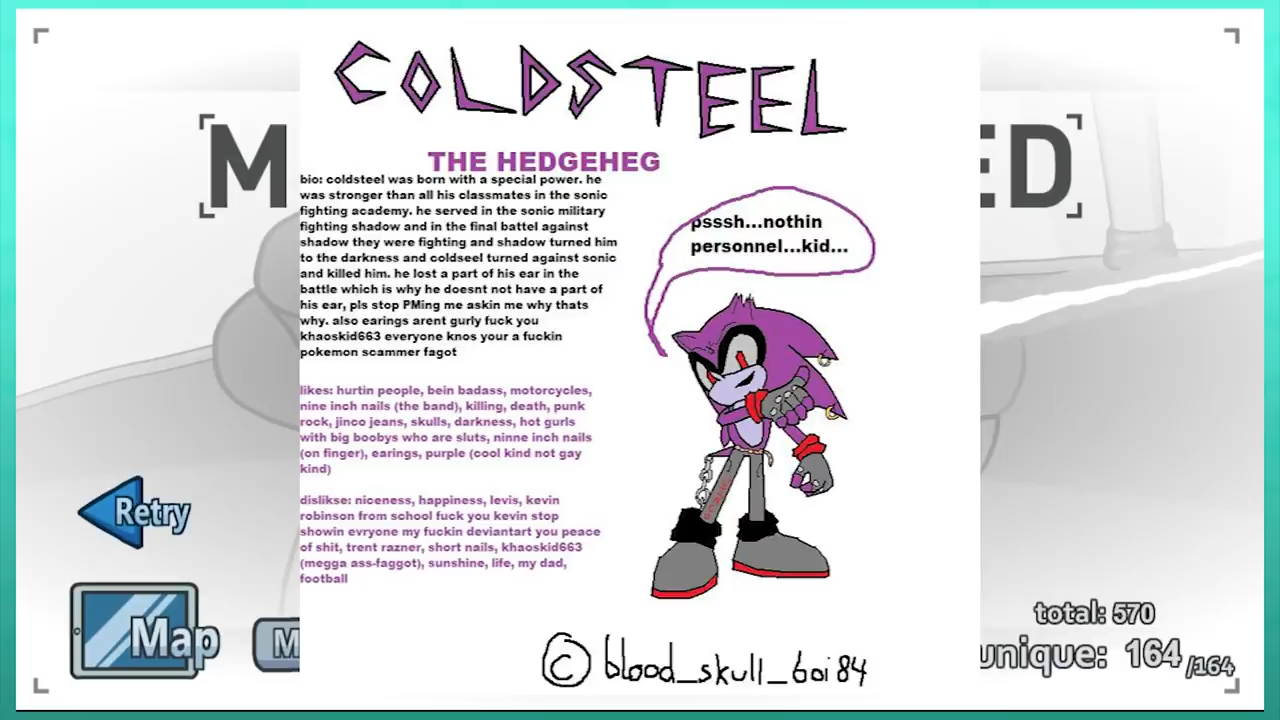 COLDSTEEL
THE HEDGEHEG
bio: coldsteel was born with a special power. he
was stronger than all his classmates in the sonic
fighting academy. he served in the sonic military
fighting shadow and in the final battel against
shadow they were fighting and shadow turned him
to the darkness and coldseel turned against sonic
and killed him. he lost a part of his ear in the
battle which is why he doesnt not have a part of
his ear, pls stop PMing me askin me why thats
why. also earings arent gurly fuck you
khaoskid663 everyone knos your a fuckin
pokemon scammer fagot
psssh...nothin
personnel...kid...
likes: hurtin people, bein badass, motorcycles,
nine inch nails (the band), killing, death, punk
rock, jinco jeans, skulls, darkness, hot gurls
with big boobys who are sluts, ninne inch nails
(on finger), earings, purple (cool kind not gay
kind)
dislikse: niceness, happiness, levis, kevin
robinson from school fuck you kevin stop
showin evryone my fuckin deviantart you peace
of shit, trent razner, short nails, khaoskid663
(megga ass-faggot), sunshine, life, my dad,
football
© blood_skull_boi84
M
ED
Retry
Map
M
total: 570
unique: 164/164